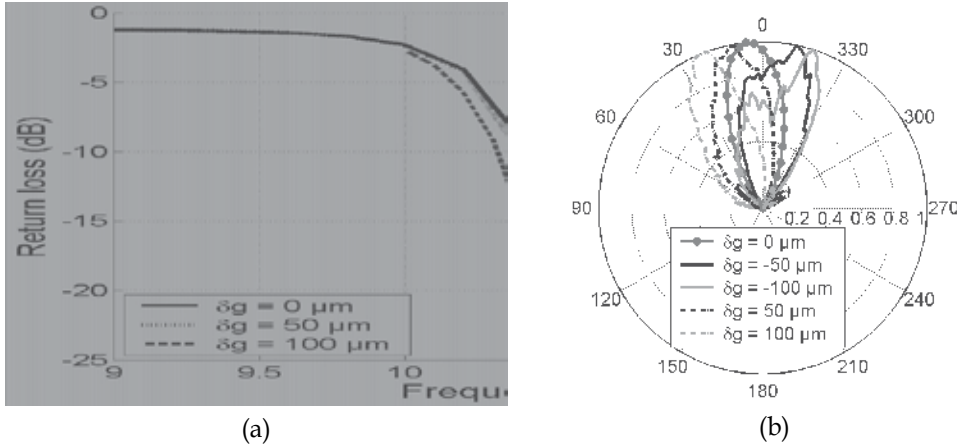 0
-5
-10
-15
-20
-25
Return loss (dB)
δg = 0 µm
δg = 50 µm
δg = 100 µm
9
9.5
10
Frequ
(a)
0
30
330
60
300
90
270
0.2 0.4 0.6 0.8 1
δg = 0 µm
δg = -50 µm
δg = -100 µm
δg = 50 µm
δg = 100 µm
120
240
150
210
180
(b)